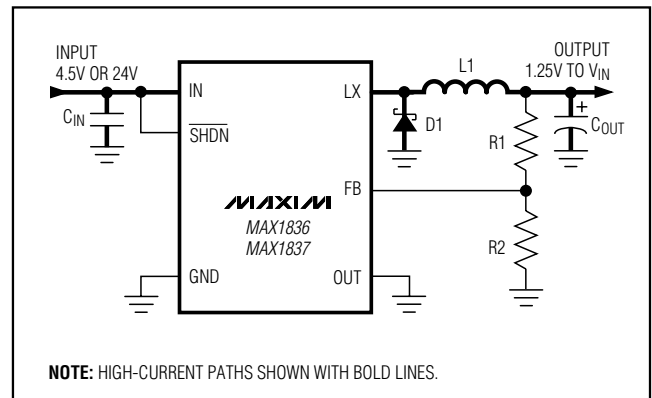 INPUT
4.5V OR 24V
OUTPUT
1.25V TO VIN
L1
IN
LX
CIN
SHDN
D1
+
COUT
R1
FB
MAXIM
MAX1836
MAX1837
R2
GND
OUT
NOTE: HIGH-CURRENT PATHS SHOWN WITH BOLD LINES.